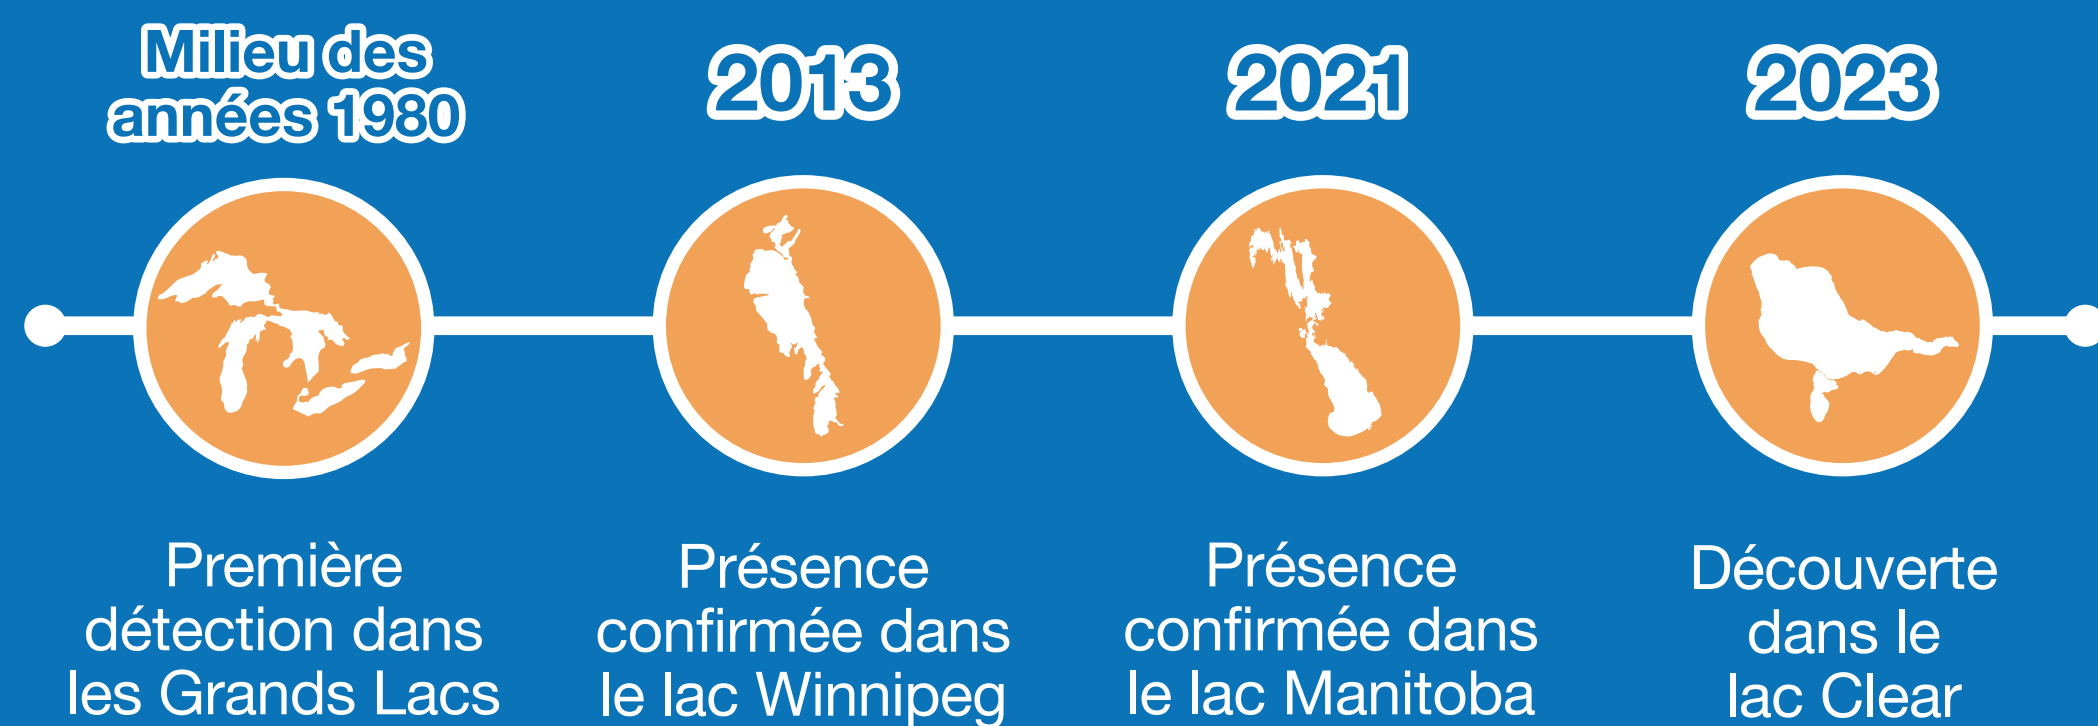 Milieu des
années 1980
Première
détection dans
les Grands Lacs
2013
Présence
confirmée dans
le lac Winnipeg
2021
Présence
confirmée dans
le lac Manitoba
2023
Découverte
dans le
lac Clear